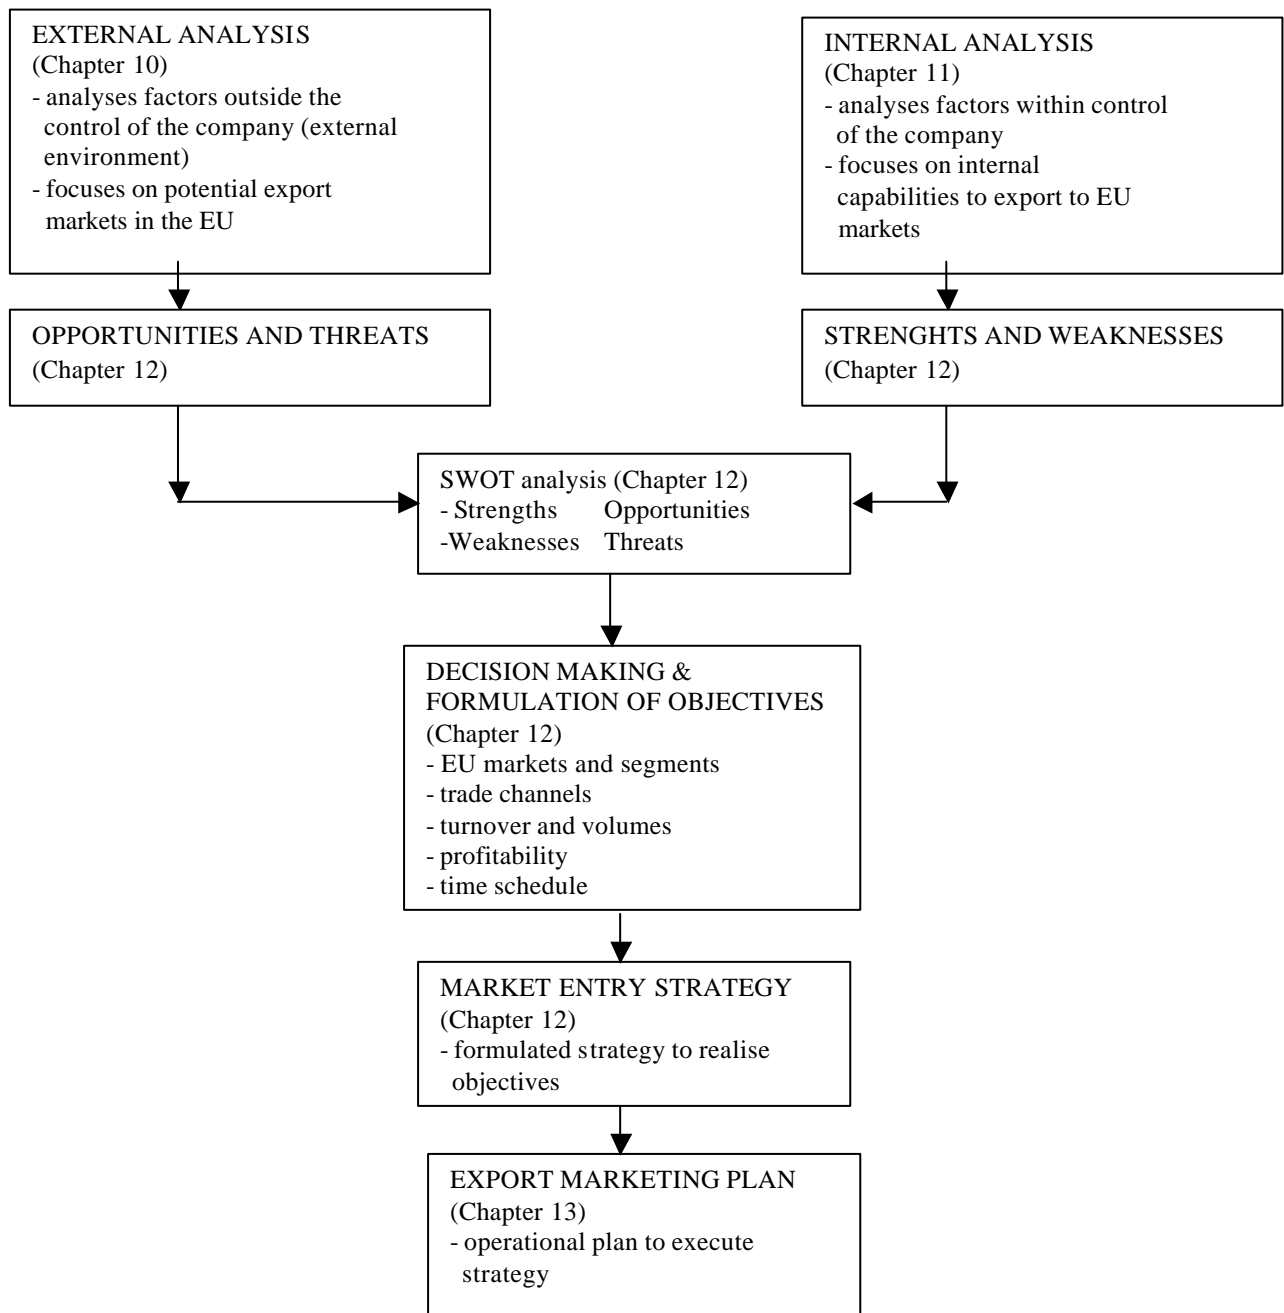 EXTERNAL ANALYSIS
(Chapter 10)
- analyses factors outside the
control of the company (external
environment)
- focuses on potential export
markets in the EU
INTERNAL ANALYSIS
(Chapter 11)
- analyses factors within control
of the company
- focuses on internal
capabilities to export to EU
markets
OPPORTUNITIES AND THREATS
(Chapter 12)
STRENGHTS AND WEAKNESSES
(Chapter 12)
SWOT analysis (Chapter 12)
- Strengths Opportunities
-Weaknesses Threats
DECISION MAKING &
FORMULATION OF OBJECTIVES
(Chapter 12)
- EU markets and segments
- trade channels
- turnover and volumes
- profitability
- time schedule
MARKET ENTRY STRATEGY
(Chapter 12)
- formulated strategy to realise
objectives
EXPORT MARKETING PLAN
(Chapter 13)
- operational plan to execute
strategy